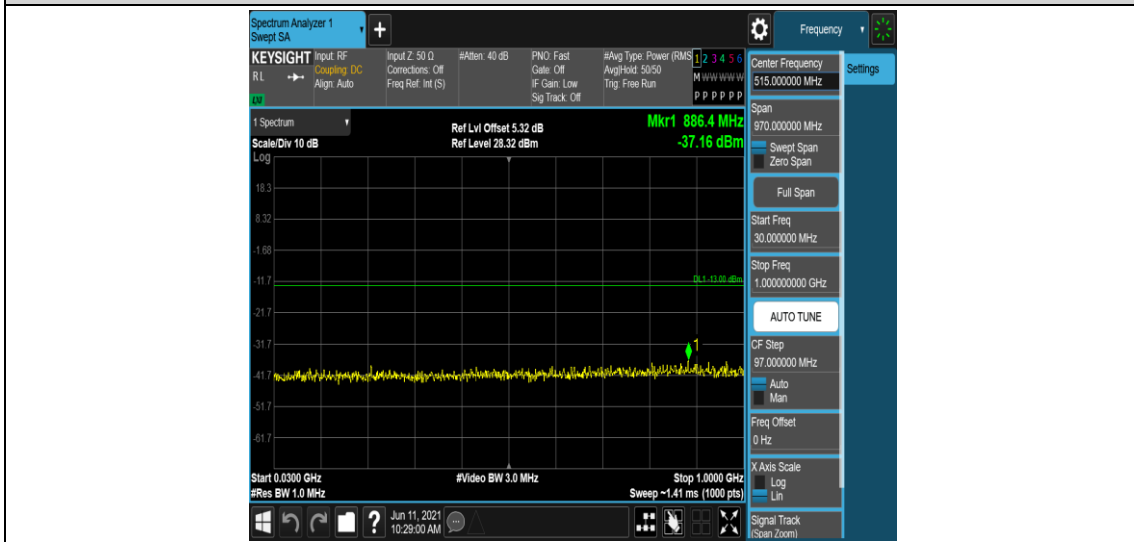 Spectrum Analyzer 1
Swept SA
+
Frequency
KEYSIGHT
RL
Input: RF
Coupling: DC
Align: Auto
Input Z: 50 Ω
Corrections: Off
Freq Ref: Int (S)
#Atten: 40 dB
PNO: Fast
Gate: Off
IF Gain: Low
Sig Track: Off
#Avg Type: Power (RMS
Avg|Hold: 50/50
Trig: Free Run
1 2 3 4 5 6
M W W W W W
P P P P P P
1 Spectrum
Scale/Div 10 dB
Log
Ref Lvl Offset 5.32 dB
Ref Level 28.32 dBm
Mkr1 886.4 MHz
-37.16 dBm
18.3
8.32
-1.68
-11.7
-21.7
-31.7
-41.7
-51.7
-61.7
DL1 -13.00 dBm
1
Start 0.0300 GHz
#Res BW 1.0 MHz
#Video BW 3.0 MHz
Stop 1.0000 GHz
Sweep ~1.41 ms (1000 pts)
?
Jun 11, 2021
10:29:00 AM
Center Frequency
515.000000 MHz
Settings
Span
970.000000 MHz
Swept Span
Zero Span
Full Span
Start Freq
30.000000 MHz
Stop Freq
1.000000000 GHz
AUTO TUNE
CF Step
97.000000 MHz
Auto
Man
Freq Offset
0 Hz
X Axis Scale
Log
Lin
Signal Track
(Span Zoom)